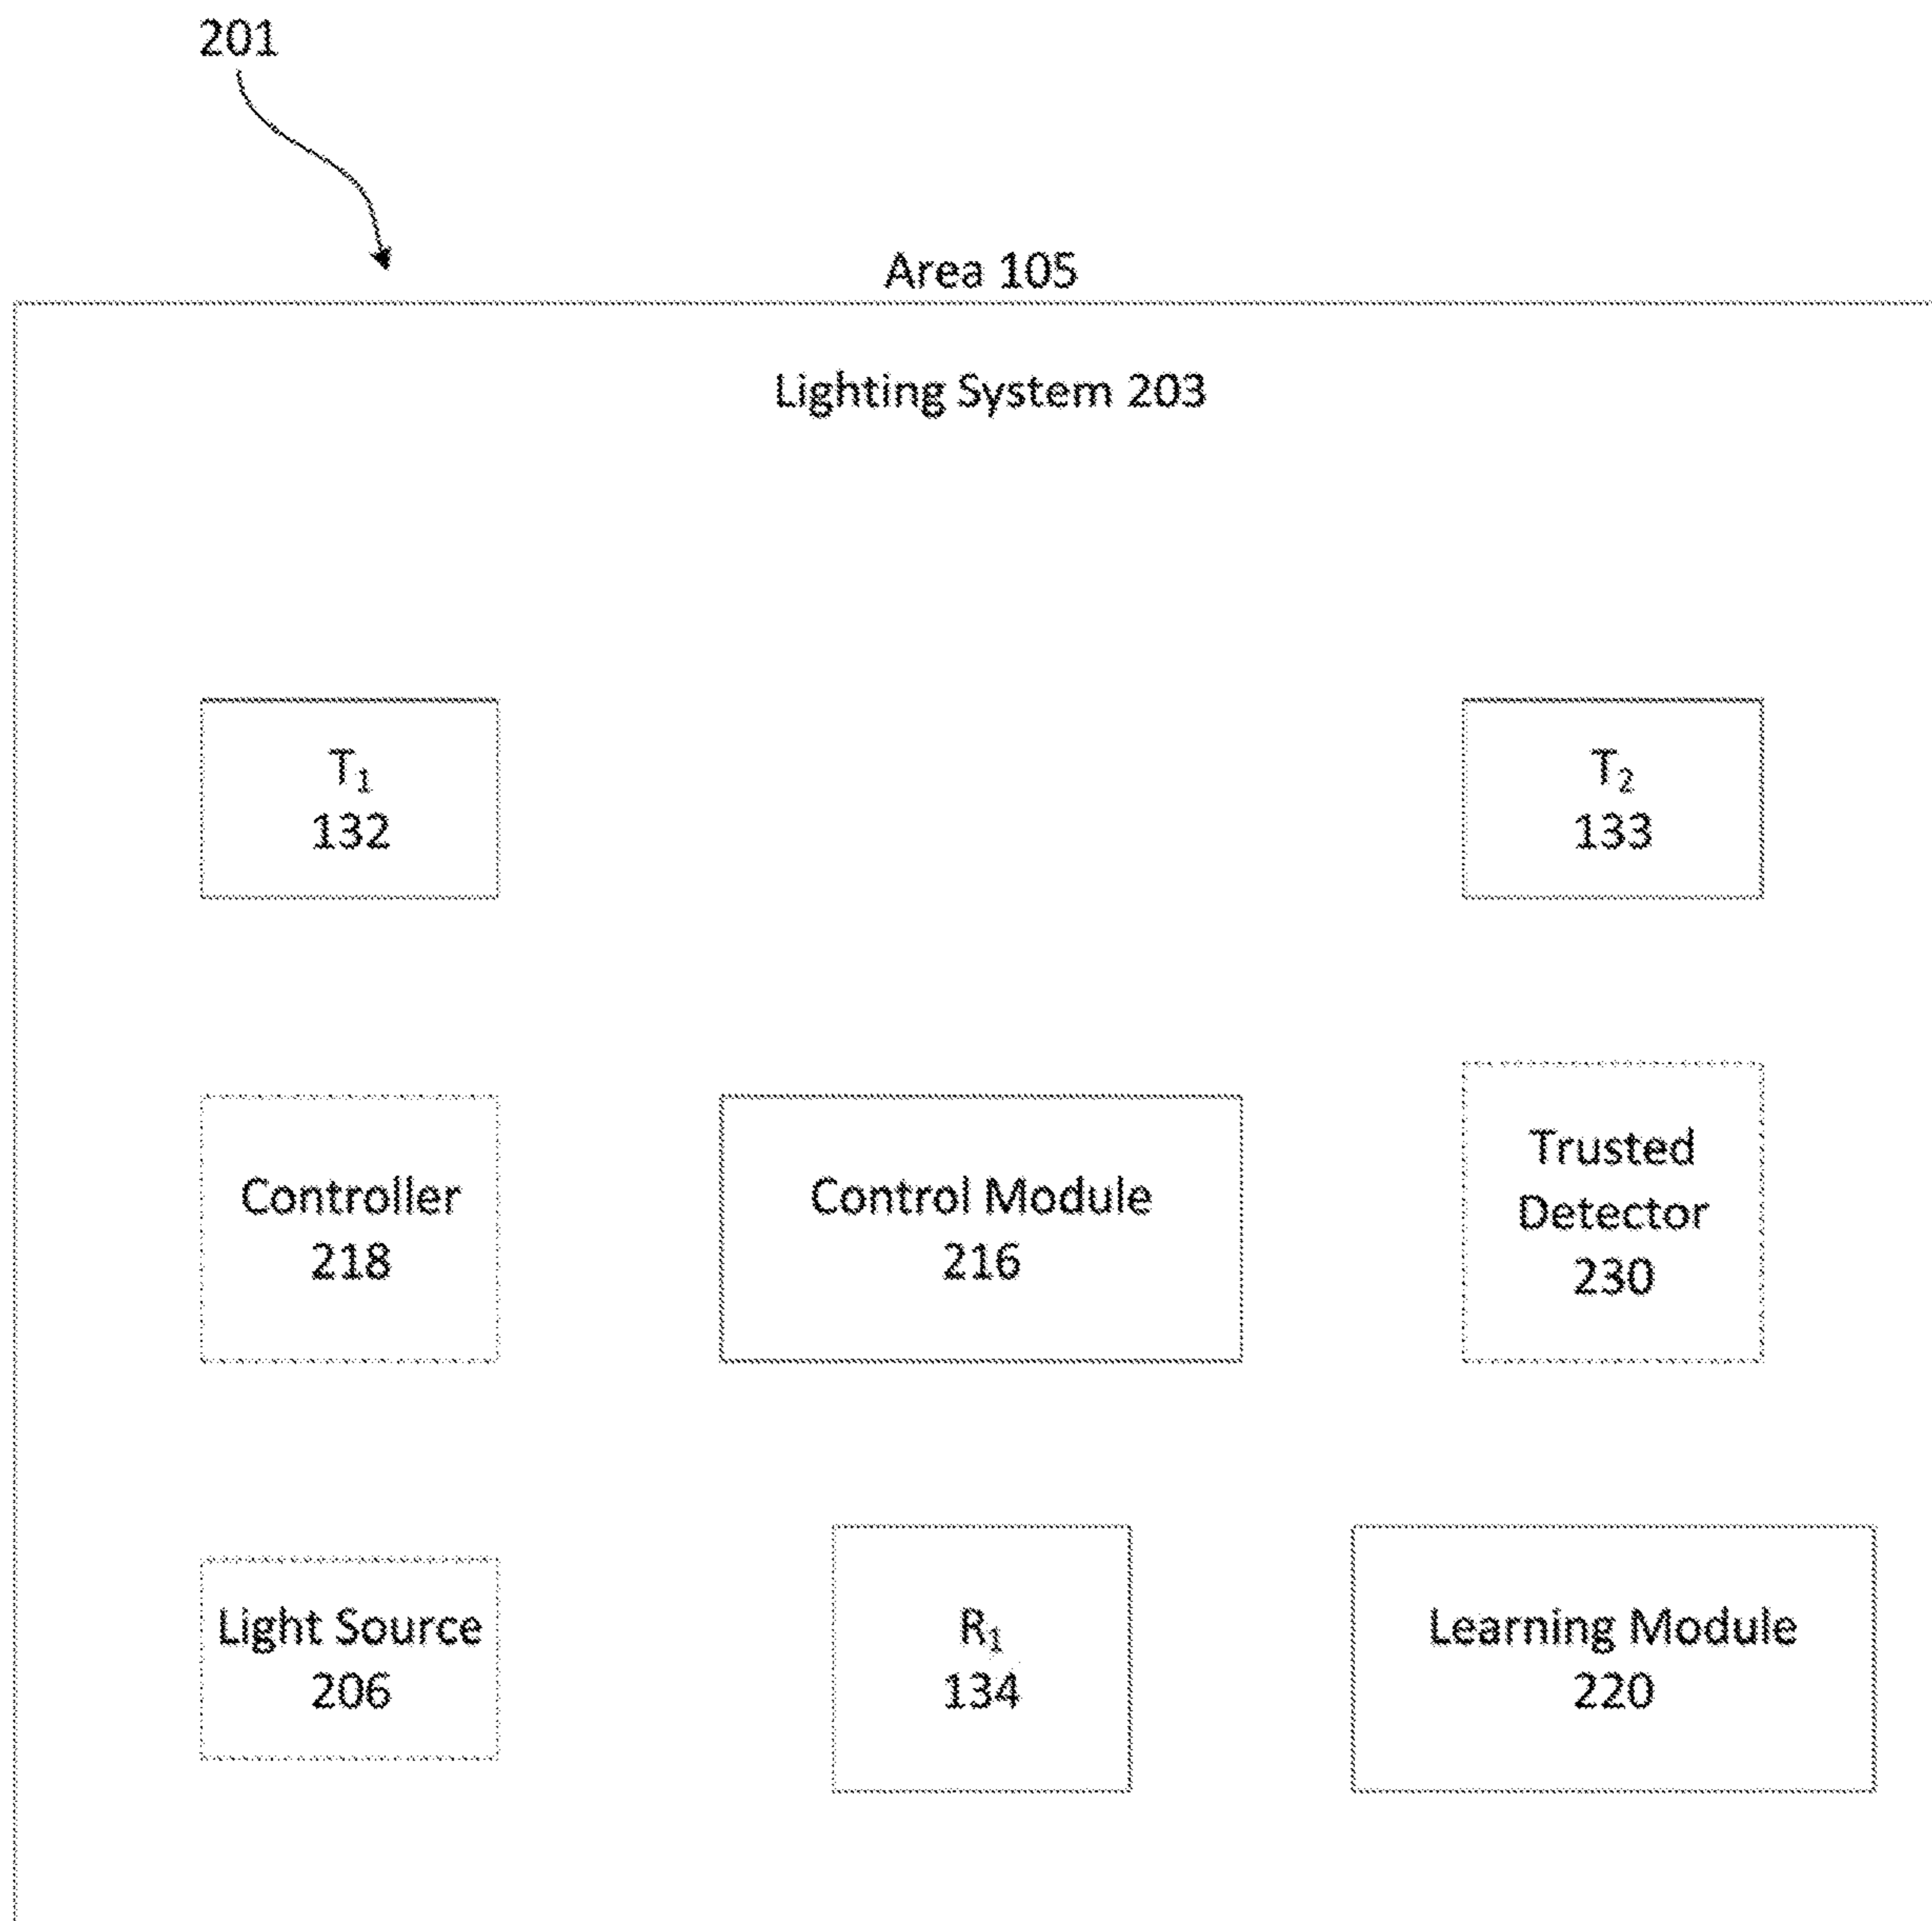 201
Area 105
Lighting System 203
T₁
132
T₂
133
Controller
218
Control Module
216
Trusted
Detector
230
Light Source
206
R₁
134
Learning Module
220